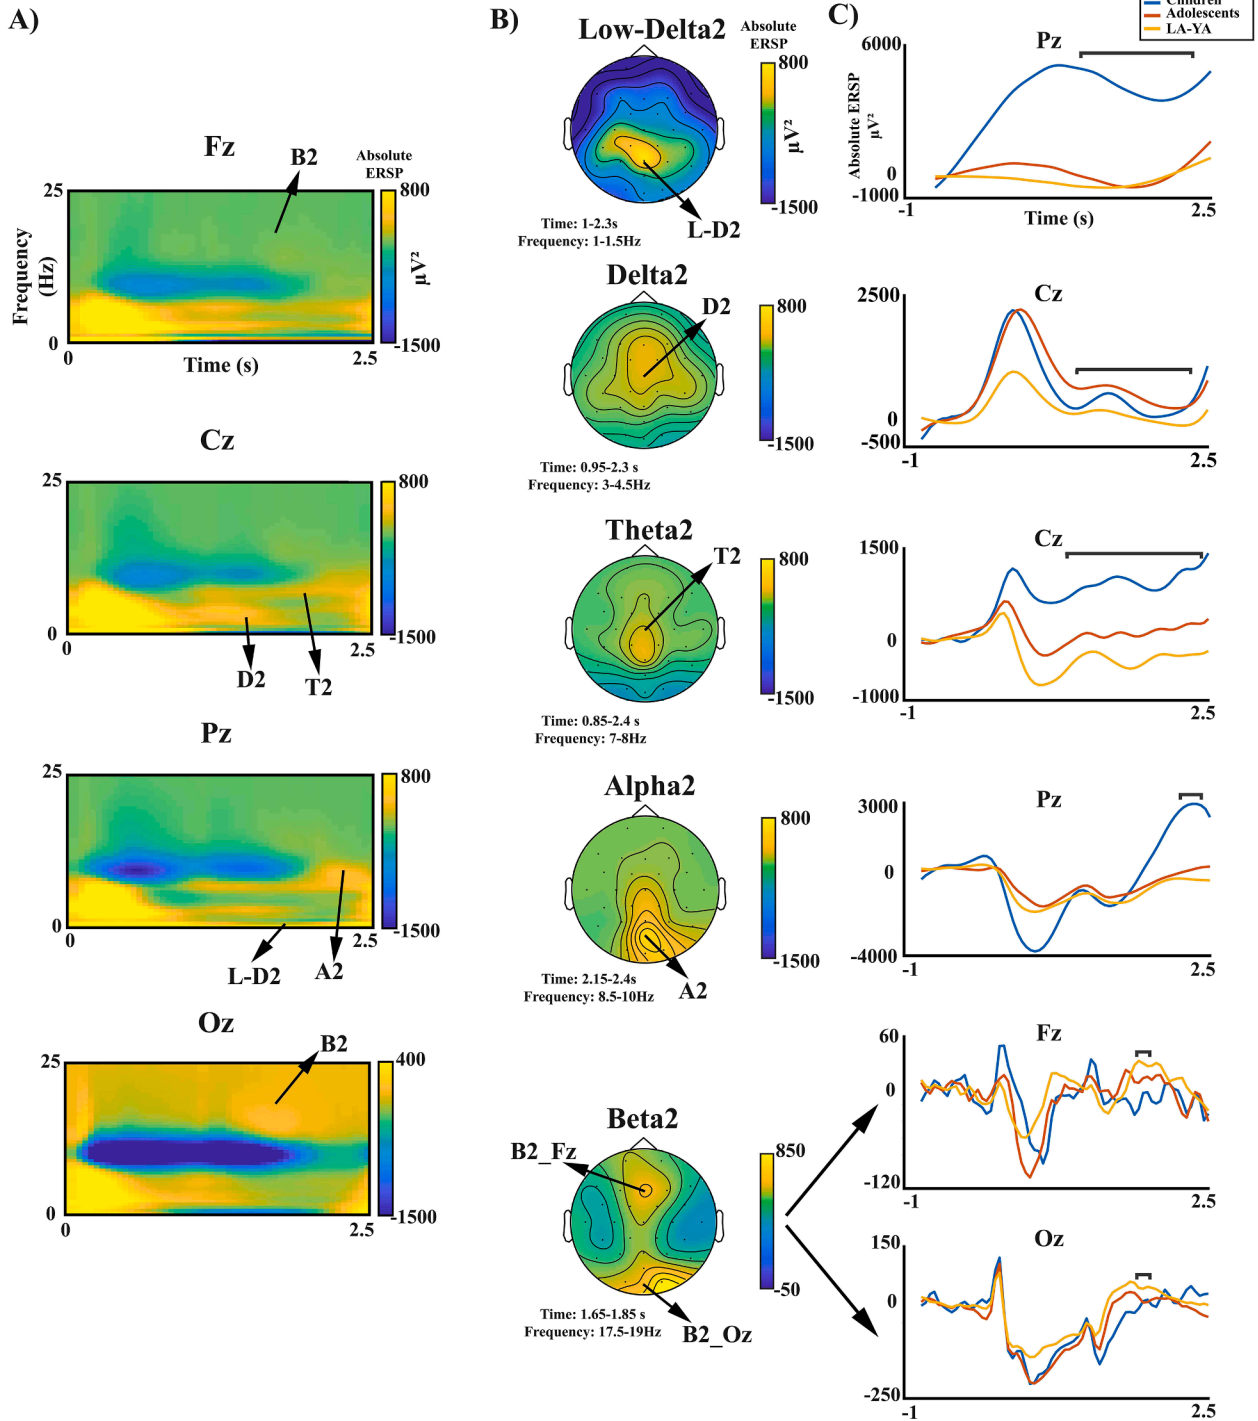 A)
Fz
B2
Absolute
ERSP
25
800
Frequency
(Hz)
µV²
0
-1500
0
Time (s)
2.5
Cz
25
800
0
-1500
0
2.5
D2
T2
Pz
25
800
0
-1500
0
2.5
L-D2
A2
Oz
B2
25
400
0
-1500
0
2.5
B)
Low-Delta2
Absolute
ERSP
800
µV²
-1500
L-D2
Time: 1-2.3s
Frequency: 1-1.5Hz
Delta2
D2
800
-1500
Time: 0.95-2.3 s
Frequency: 3-4.5Hz
Theta2
T2
800
-1500
Time: 0.85-2.4 s
Frequency: 7-8Hz
Alpha2
800
-1500
Time: 2.15-2.4s
Frequency: 8.5-10Hz
A2
Beta2
B2_Fz
850
-50
Time: 1.65-1.85 s
Frequency: 17.5-19Hz
B2_Oz
C)
Children
Adolescents
LA-YA
Pz
6000
Absolute ERSP
µV²
0
-1000
-1
Time (s)
2.5
Cz
2500
0
-500
-1
2.5
Cz
1500
0
-1000
-1
2.5
Pz
3000
0
-4000
-1
2.5
Fz
60
0
-120
-1
2.5
Oz
150
0
-250
-1
2.5